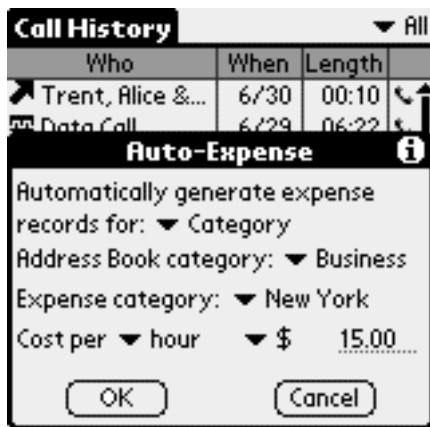 Call History All
Who When Length
Trent, Alice &... 6/30 00:10
Data Call 6/29 06:22
Auto-Expense
Automatically generate expense
records for: Category
Address Book category: Business
Expense category: New York
Cost per hour $ 15.00
OK Cancel